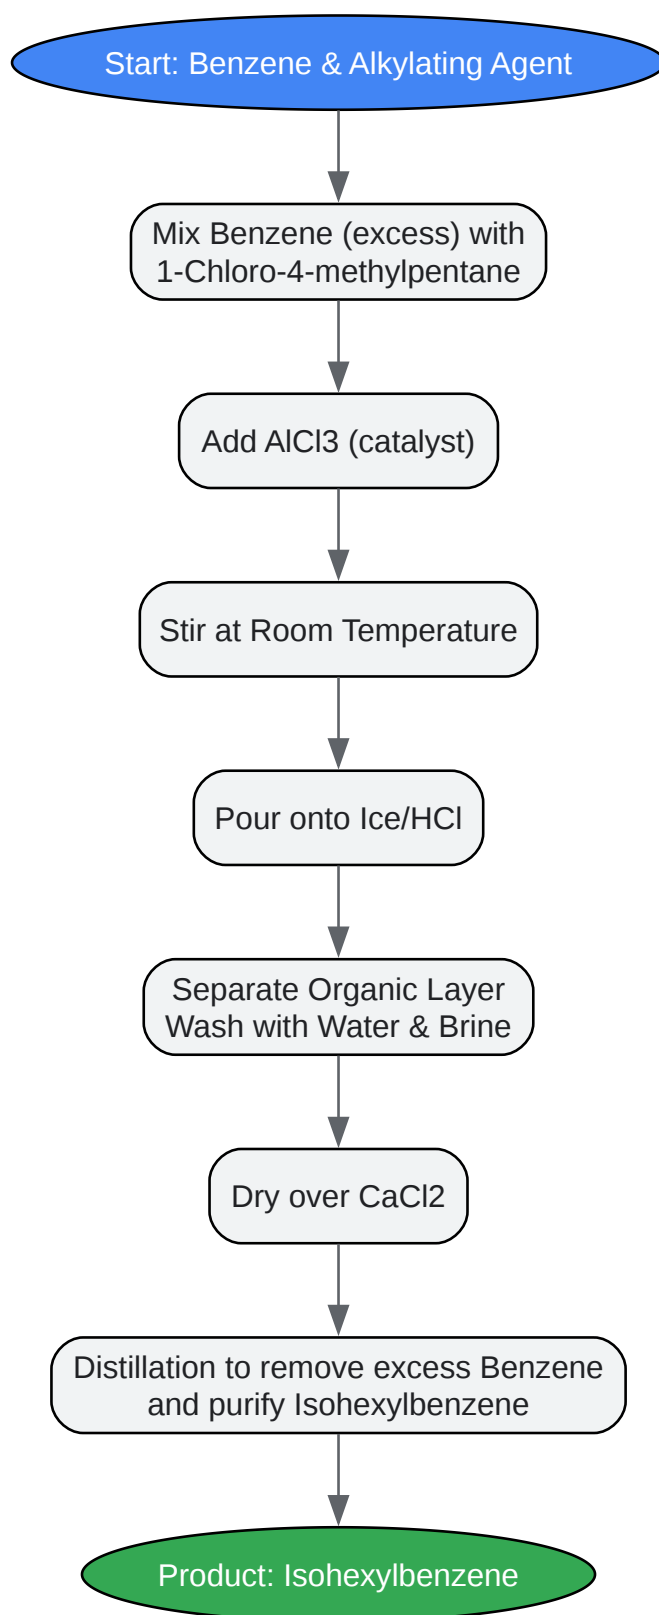 Start: Benzene & Alkylating Agent
Mix Benzene (excess) with
1-Chloro-4-methylpentane
Add AlCl3 (catalyst)
Stir at Room Temperature
Pour onto Ice/HCl
Separate Organic Layer
Wash with Water & Brine
Dry over CaCl2
Distillation to remove excess Benzene
and purify Isohexylbenzene
Product: Isohexylbenzene